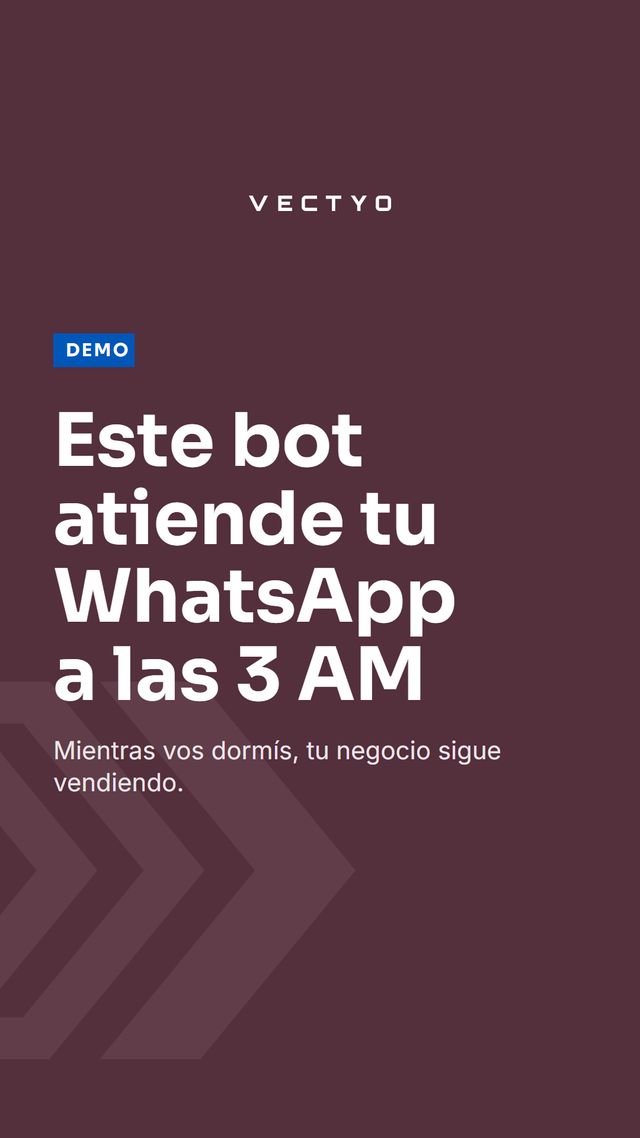 VECTYO
DEMO
Este bot
atiende tu
WhatsApp
a las 3 AM
Mientras vos dormís, tu negocio sigue
vendiendo.